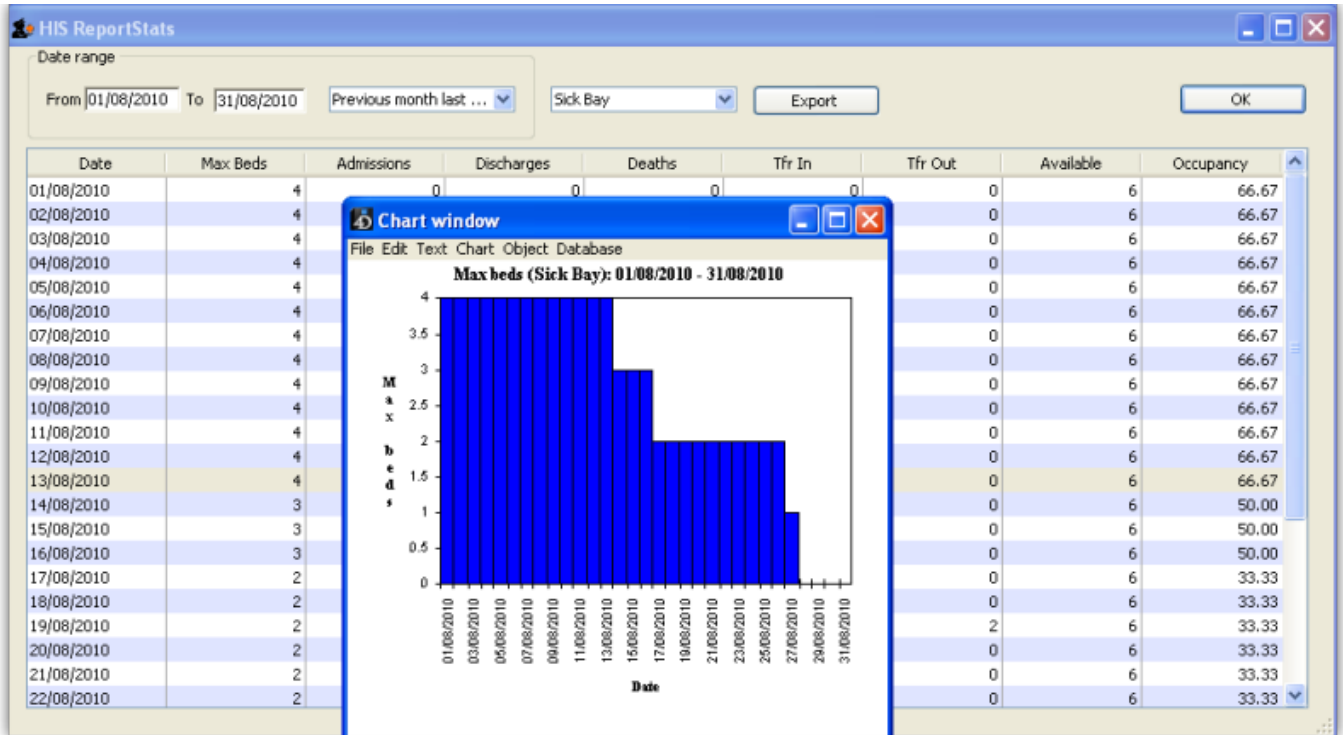 HIS ReportStats
Date range
From 01/08/2010 To 31/08/2010 Previous month last ... Sick Bay Export OK
Date Max Beds Admissions Discharges Deaths Tfr In Tfr Out Available Occupancy
01/08/2010 4 0 0 0 0 0 6 66.67
02/08/2010 4 0 6 66.67
03/08/2010 4 0 6 66.67
04/08/2010 4 0 6 66.67
05/08/2010 4 0 6 66.67
06/08/2010 4 0 6 66.67
07/08/2010 4 0 6 66.67
08/08/2010 4 0 6 66.67
09/08/2010 4 0 6 66.67
10/08/2010 4 0 6 66.67
11/08/2010 4 0 6 66.67
12/08/2010 4 0 6 66.67
13/08/2010 4 0 6 66.67
14/08/2010 3 0 6 50.00
15/08/2010 3 0 6 50.00
16/08/2010 3 0 6 50.00
17/08/2010 2 0 6 33.33
18/08/2010 2 0 6 33.33
19/08/2010 2 2 6 33.33
20/08/2010 2 0 6 33.33
21/08/2010 2 0 6 33.33
22/08/2010 2 0 6 33.33
Chart window
File Edit Text Chart Object Database
Max beds (Sick Bay): 01/08/2010 - 31/08/2010
4
3.5
3
2.5
2
1.5
1
0.5
0
Max beds
01/08/2010
03/08/2010
05/08/2010
07/08/2010
09/08/2010
11/08/2010
13/08/2010
15/08/2010
17/08/2010
19/08/2010
21/08/2010
23/08/2010
25/08/2010
27/08/2010
29/08/2010
31/08/2010
Date